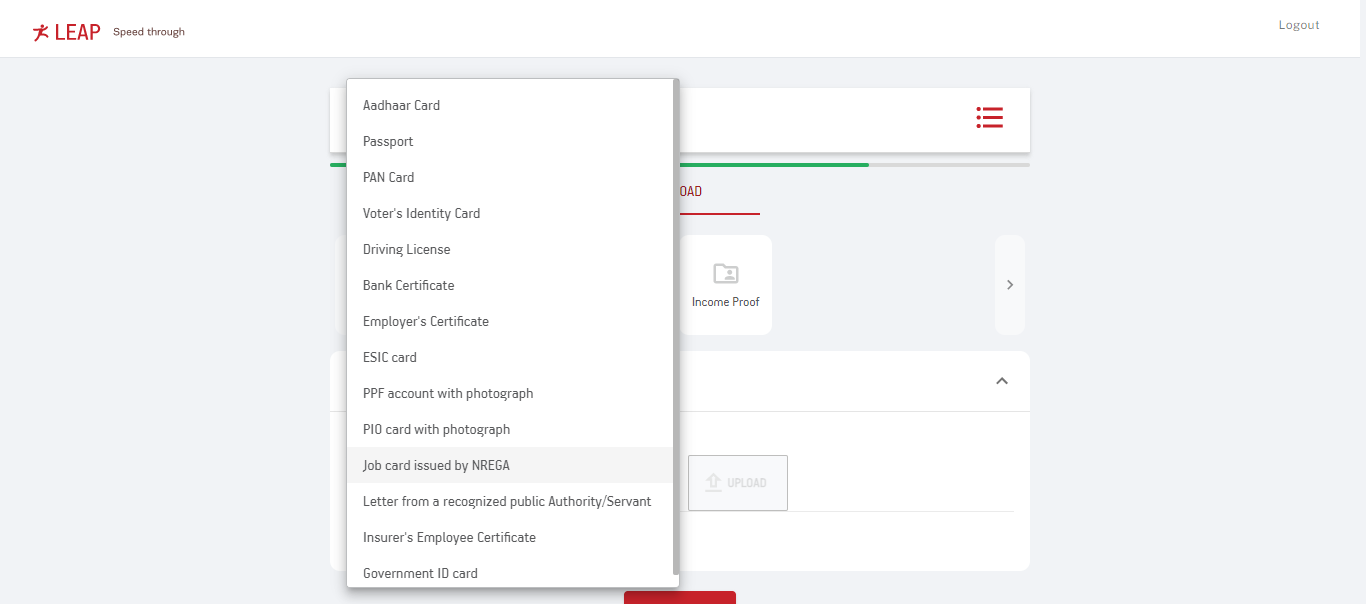 LEAP Speed through
Logout
Aadhaar Card
Passport
PAN Card
Voter's Identity Card
Driving License
Bank Certificate
Employer's Certificate
ESIC card
PPF account with photograph
PIO card with photograph
Job card issued by NREGA
Letter from a recognized public Authority/Servant
Insurer's Employee Certificate
Government ID card
OAD
Income Proof
UPLOAD